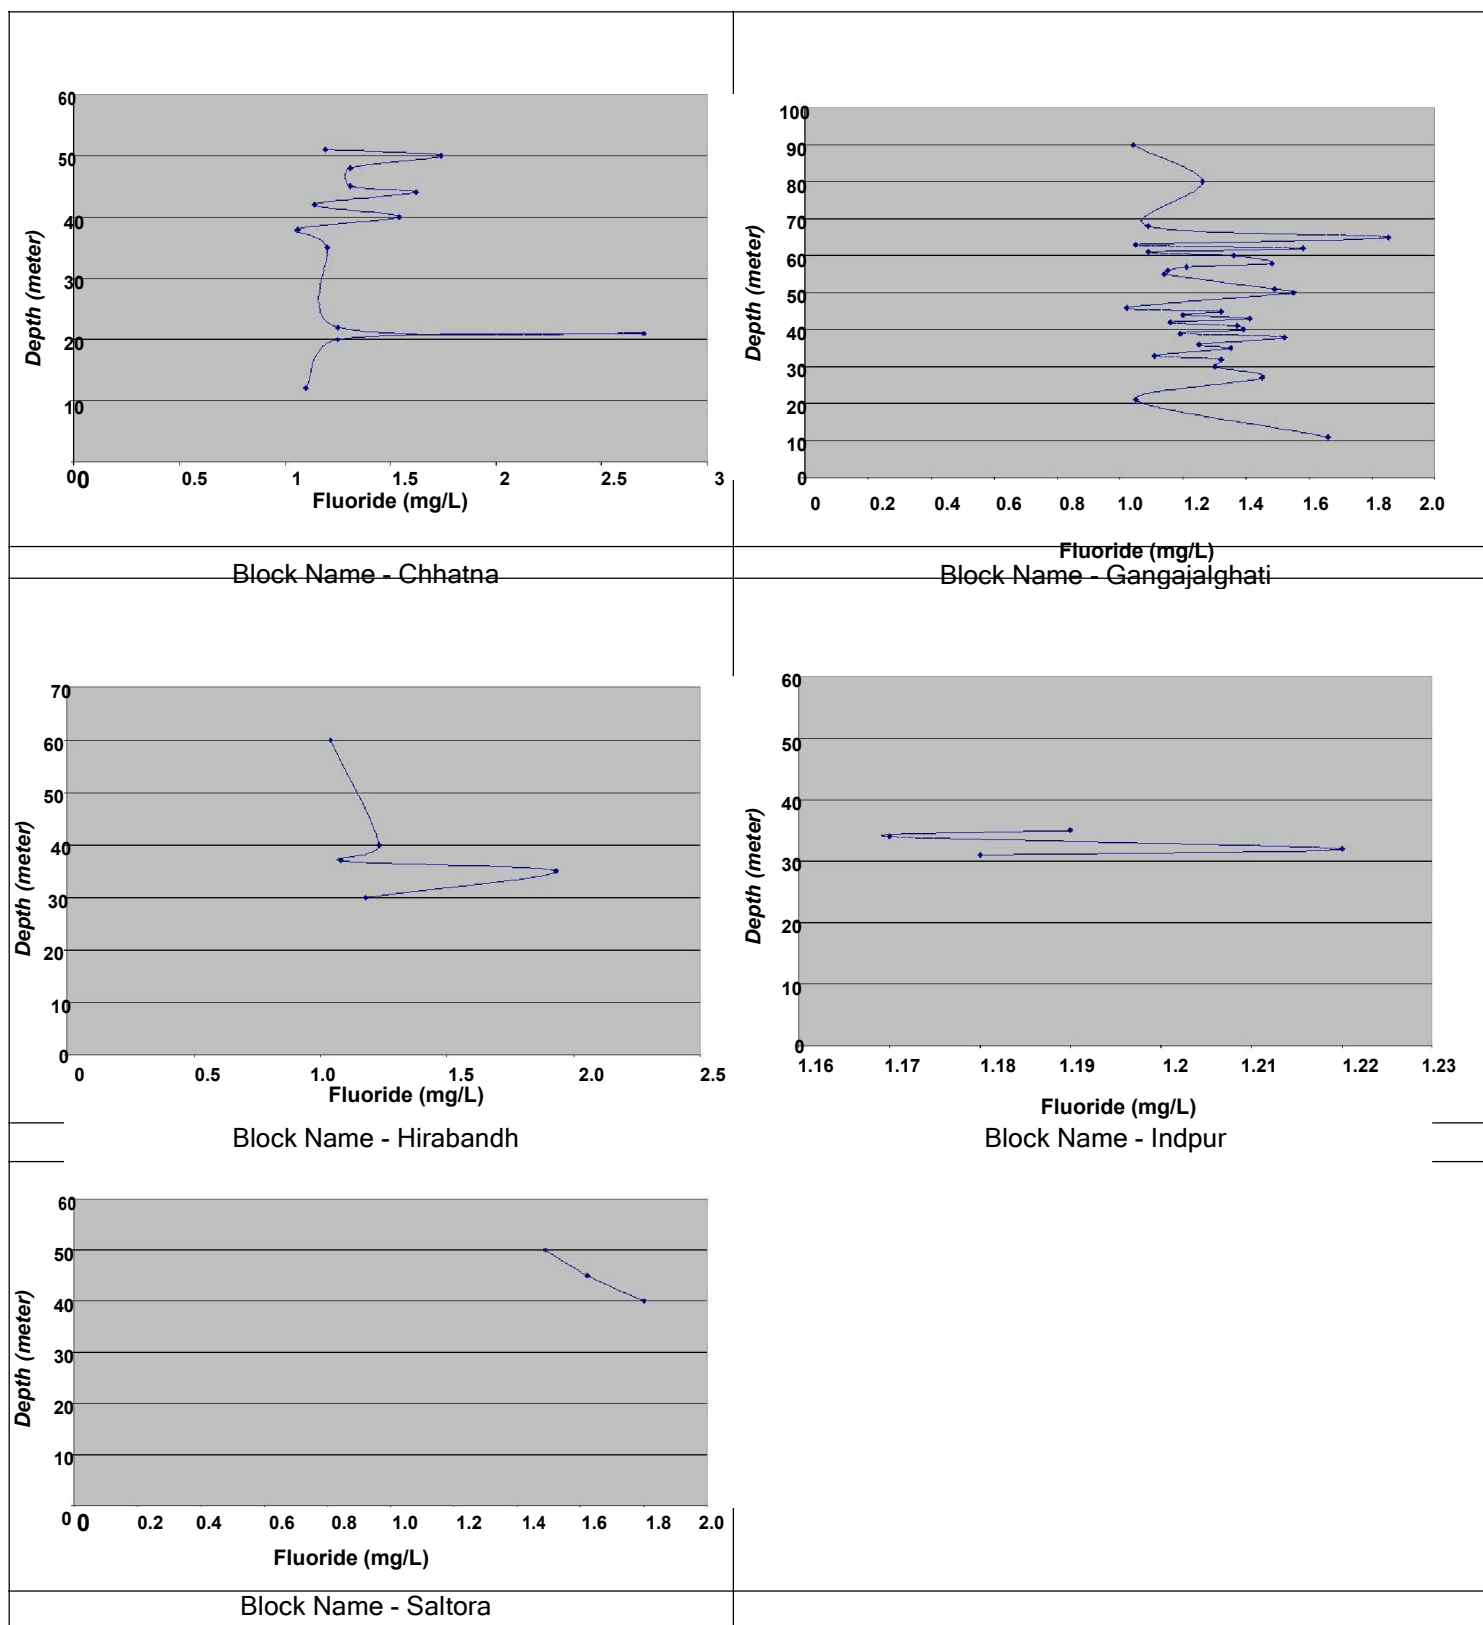 60
50
40
30
20
10
0 0
Depth (meter)
0.5 1 1.5 2 2.5 3
Fluoride (mg/L)
Block Name - Chhatna
100
90
80
70
60
50
40
30
20
10
0
Depth (meter)
0 0.2 0.4 0.6 0.8 1.0 1.2 1.4 1.6 1.8 2.0
Fluoride (mg/L)
Block Name - Gangajalghati
70
60
50
40
30
20
10
0
Depth (meter)
0 0.5 1.0 1.5 2.0 2.5
Fluoride (mg/L)
Block Name - Hirabandh
60
50
40
30
20
10
0
Depth (meter)
1.16 1.17 1.18 1.19 1.2 1.21 1.22 1.23
Fluoride (mg/L)
Block Name - Indpur
60
50
40
30
20
10
0 0
Depth (meter)
0.2 0.4 0.6 0.8 1.0 1.2 1.4 1.6 1.8 2.0
Fluoride (mg/L)
Block Name - Saltora